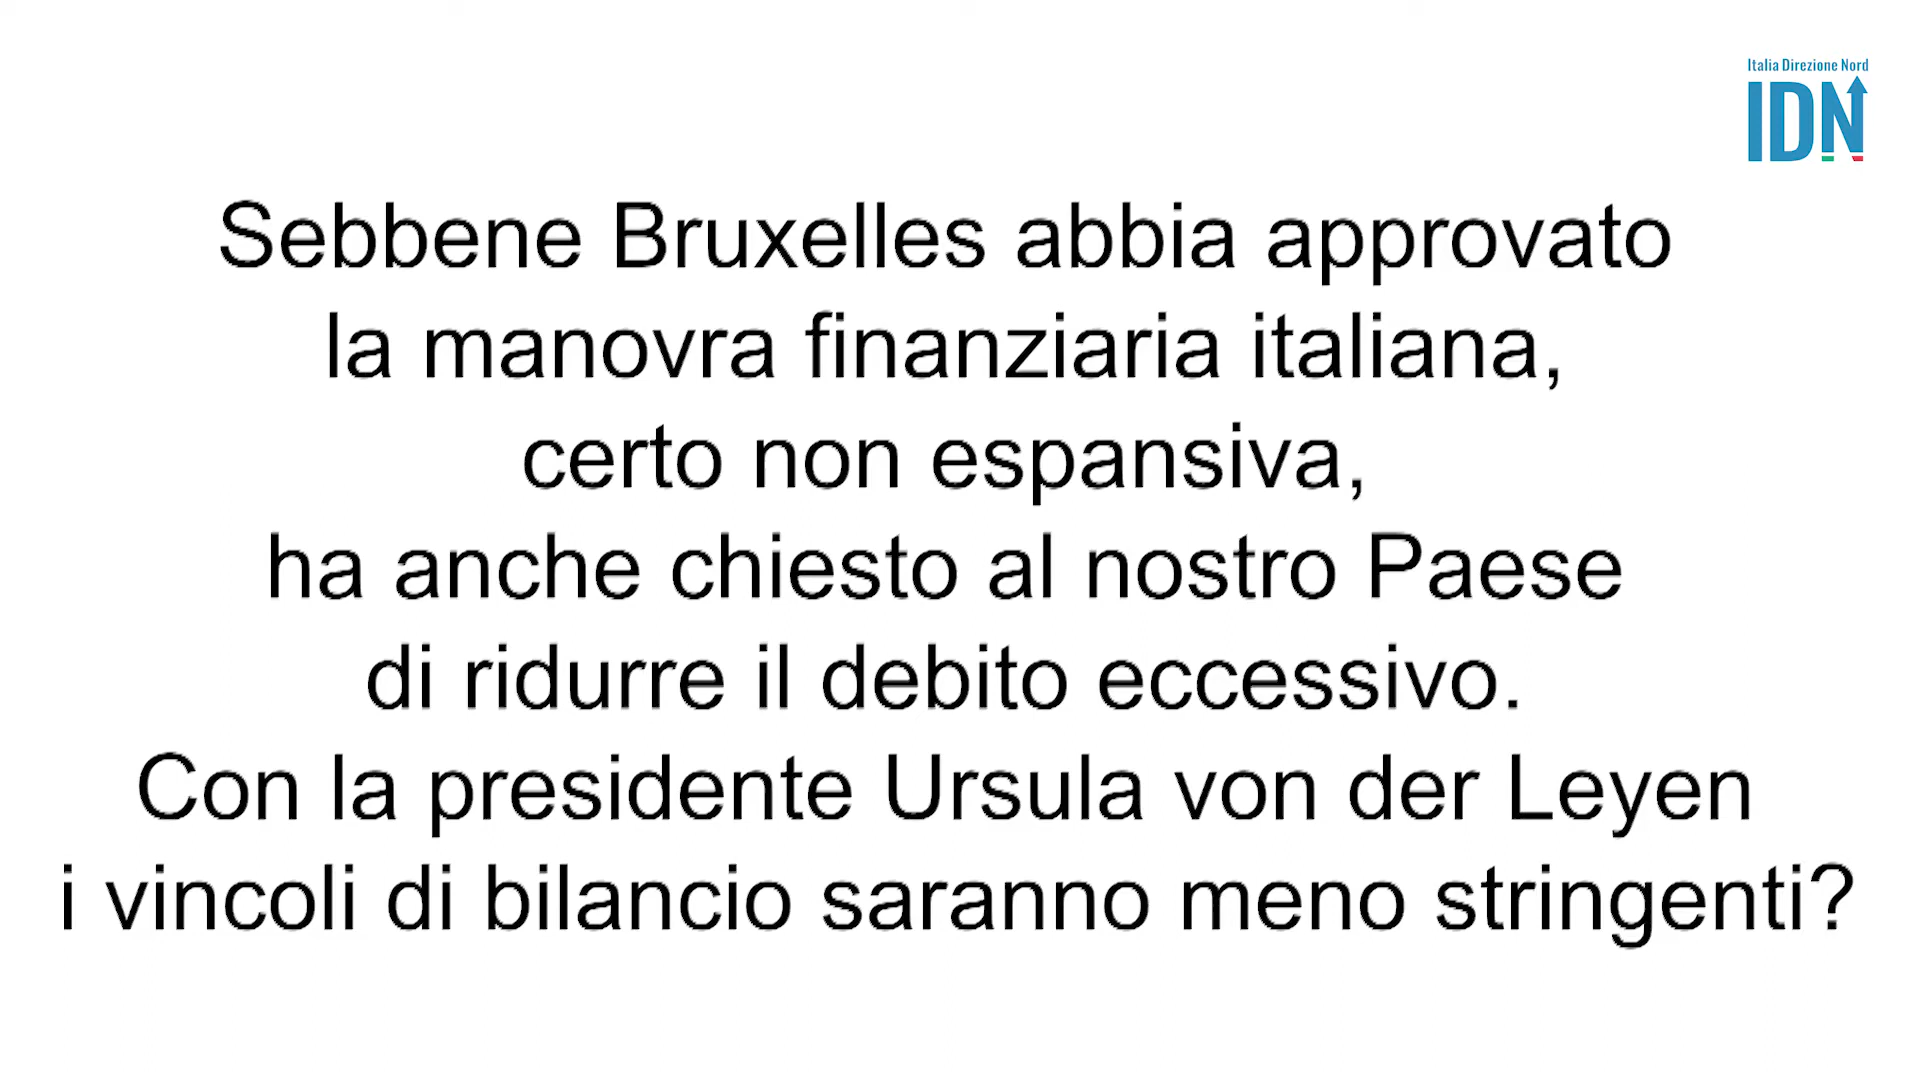 Italia Direzione Nord
IDN
Sebbene Bruxelles abbia approvato
la manovra finanziaria italiana,
certo non espansiva,
ha anche chiesto al nostro Paese
di ridurre il debito eccessivo.
Con la presidente Ursula von der Leyen
i vincoli di bilancio saranno meno stringenti?